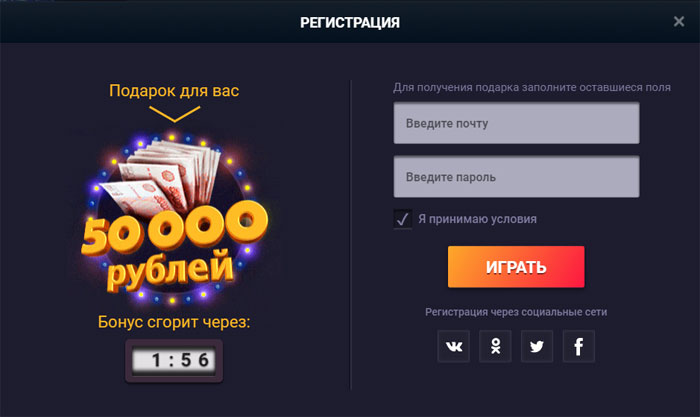 РЕГИСТРАЦИЯ
Подарок для вас
50 000
рублей
Бонус сгорит через:
1:56
Для получения подарка заполните оставшиеся поля
Введите почту
Введите пароль
Я принимаю условия
ИГРАТЬ
Регистрация через социальные сети